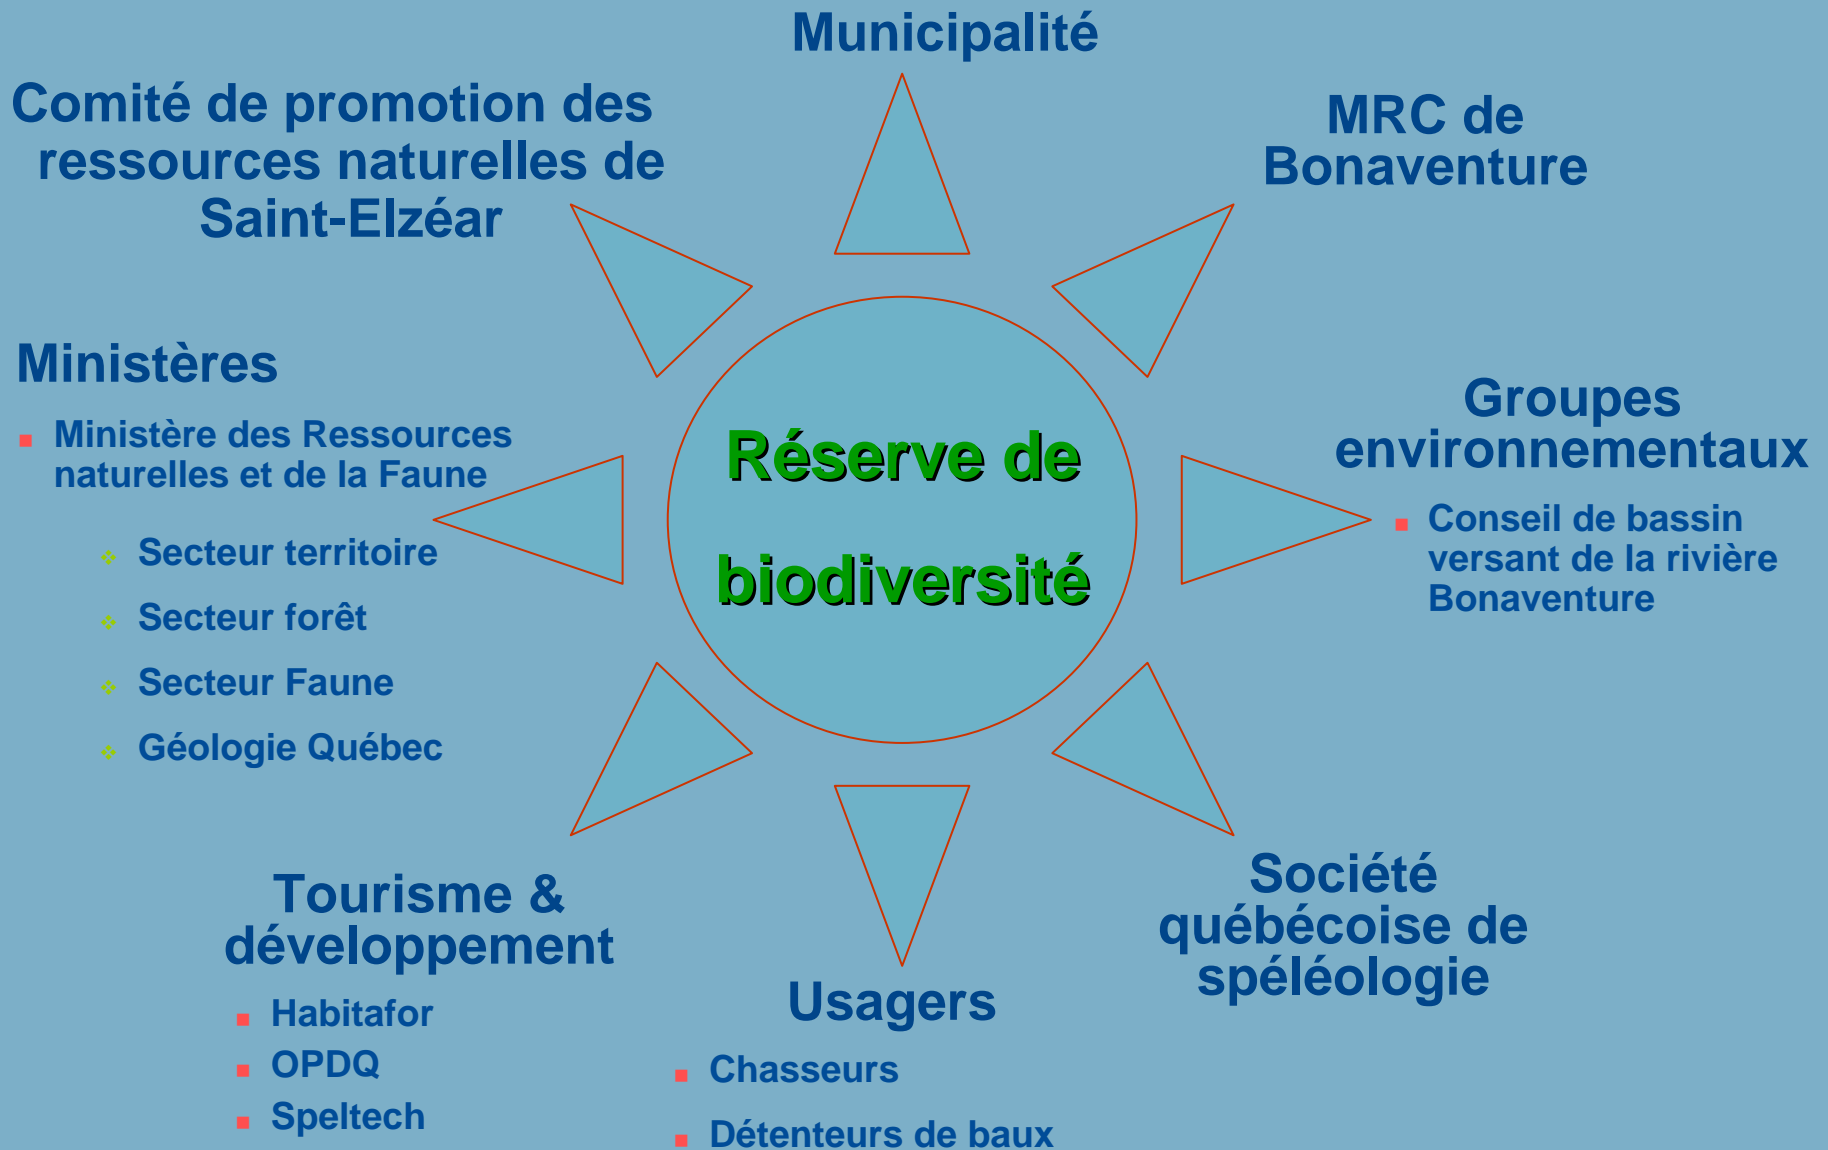 Municipalité
Comité de promotion des
ressources naturelles de
Saint-Elzéar
MRC de
Bonaventure
Ministères
Ministère des Ressources
naturelles et de la Faune
Secteur territoire
Secteur forêt
Secteur Faune
Géologie Québec
Réserve de
biodiversité
Groupes
environnementaux
Conseil de bassin
versant de la rivière
Bonaventure
Tourisme &
développement
Habitafor
OPDQ
Speltech
Usagers
Chasseurs
Détenteurs de baux
Société
québécoise de
spéléologie